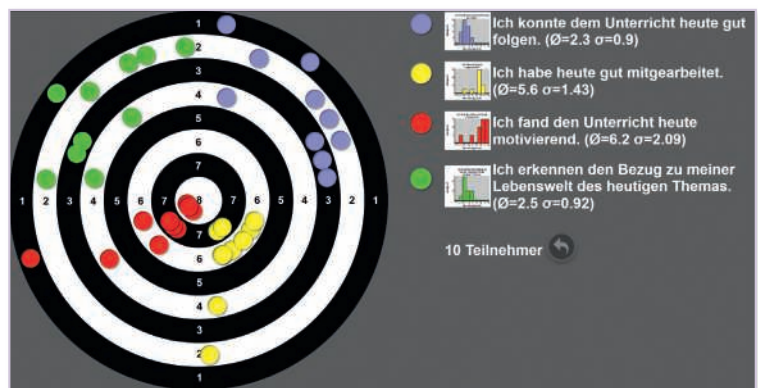 Ich konnte dem Unterricht heute gut
folgen. (Ø=2.3 σ=0.9)
Ich habe heute gut mitgearbeitet.
(Ø=5.6 σ=1.43)
Ich fand den Unterricht heute
motivierend. (Ø=6.2 σ=2.09)
Ich erkennen den Bezug zu meiner
Lebenswelt des heutigen Themas.
(Ø=2.5 σ=0.92)
10 Teilnehmer
1
2
3
4
5
6
7
1 2 3 4 5 6 7 8 7 6 3 2 1
7
6
5
4
3
2
1